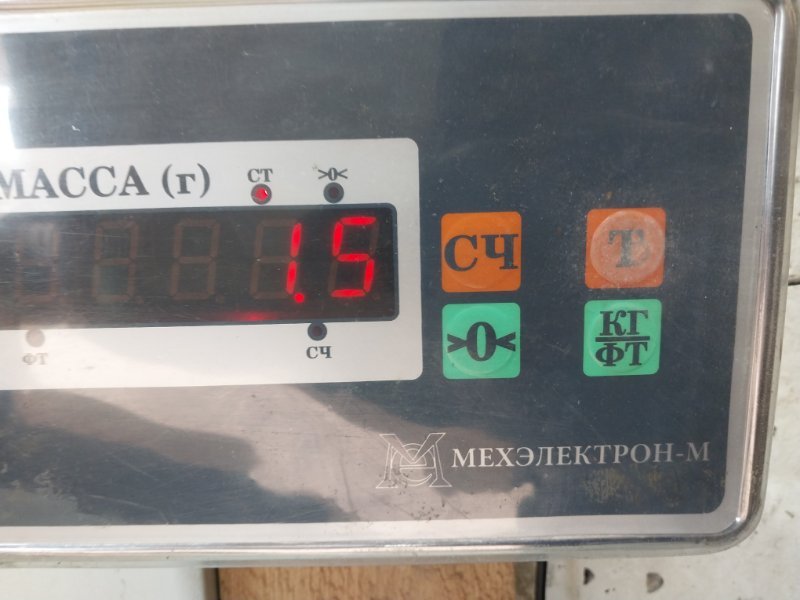 МАССА (г)
СТ
>0<
1.5
СЧ
Т
ФТ
СЧ
>0<
КГ
ФТ
МЕХЭЛЕКТРОН-М